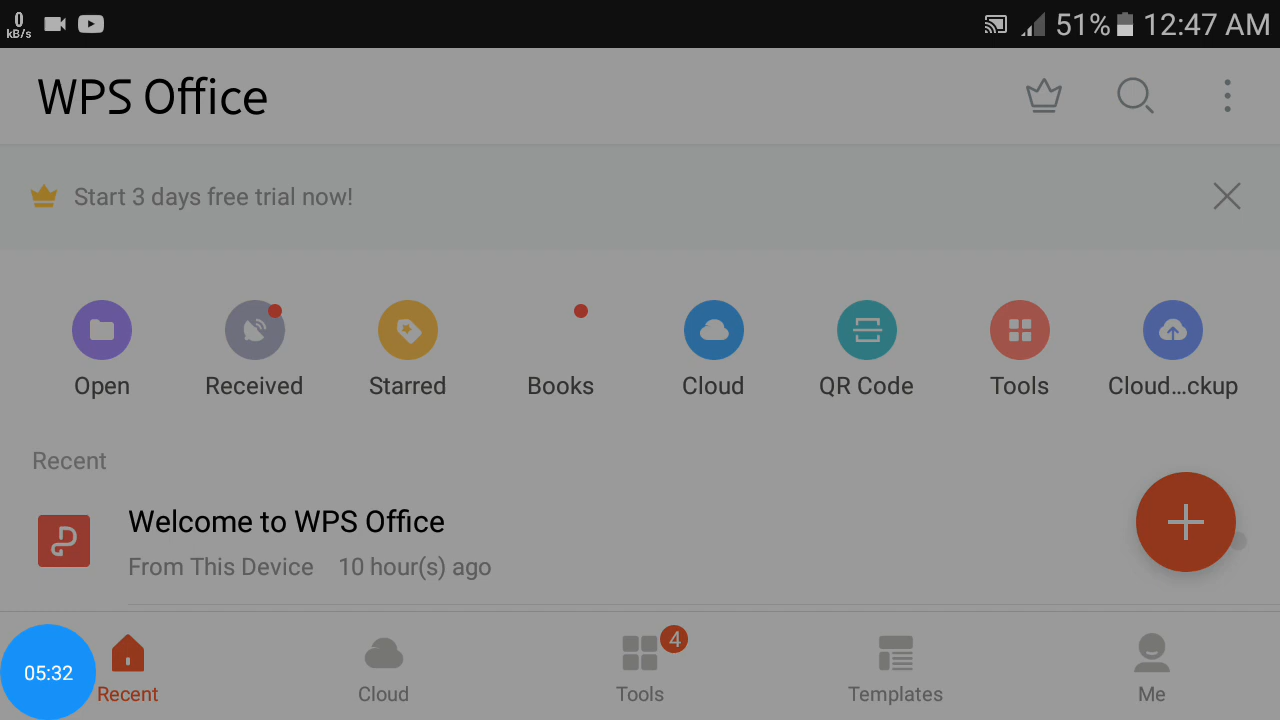 0
kB/s
51% 12:47 AM
WPS Office
Start 3 days free trial now!
Open Received Starred Books Cloud QR Code Tools Cloud...ckup
Recent
Welcome to WPS Office
From This Device 10 hour(s) ago
4
05:32
Recent Cloud Tools Templates Me